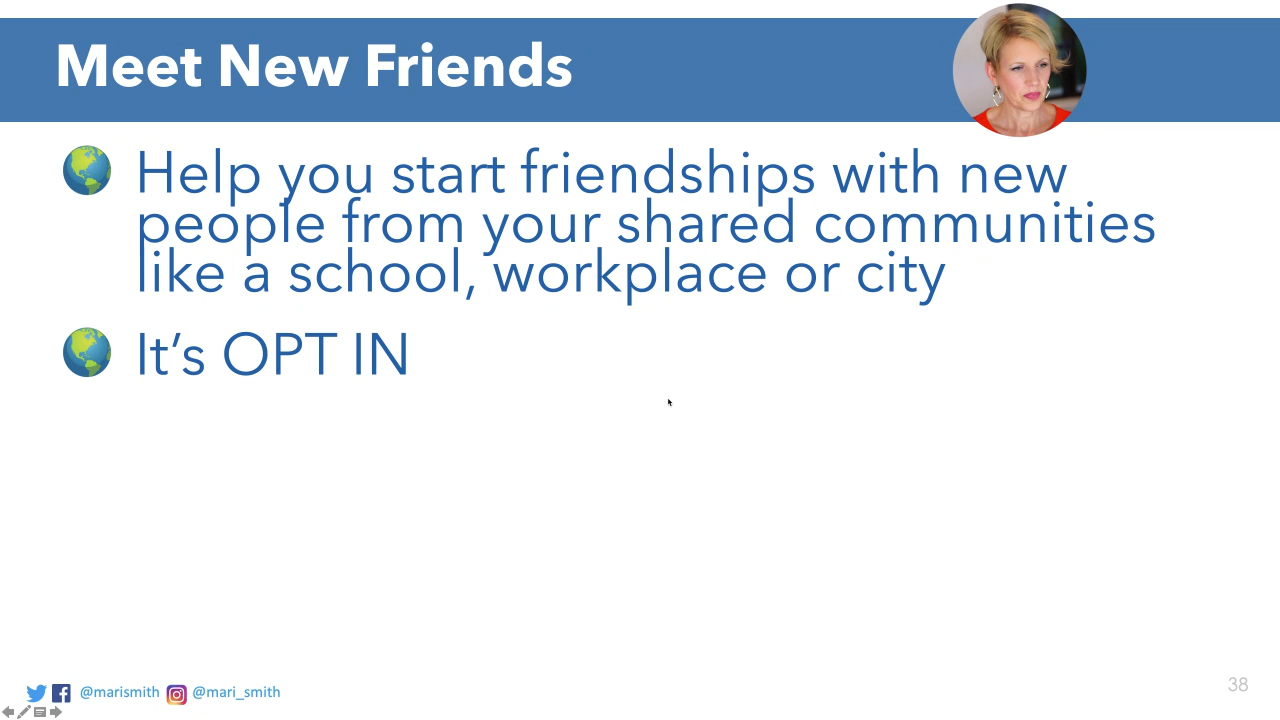 Meet New Friends
Help you start friendships with new
people from your shared communities
like a school, workplace or city
It’s OPT IN
@marismith @mari_smith
38